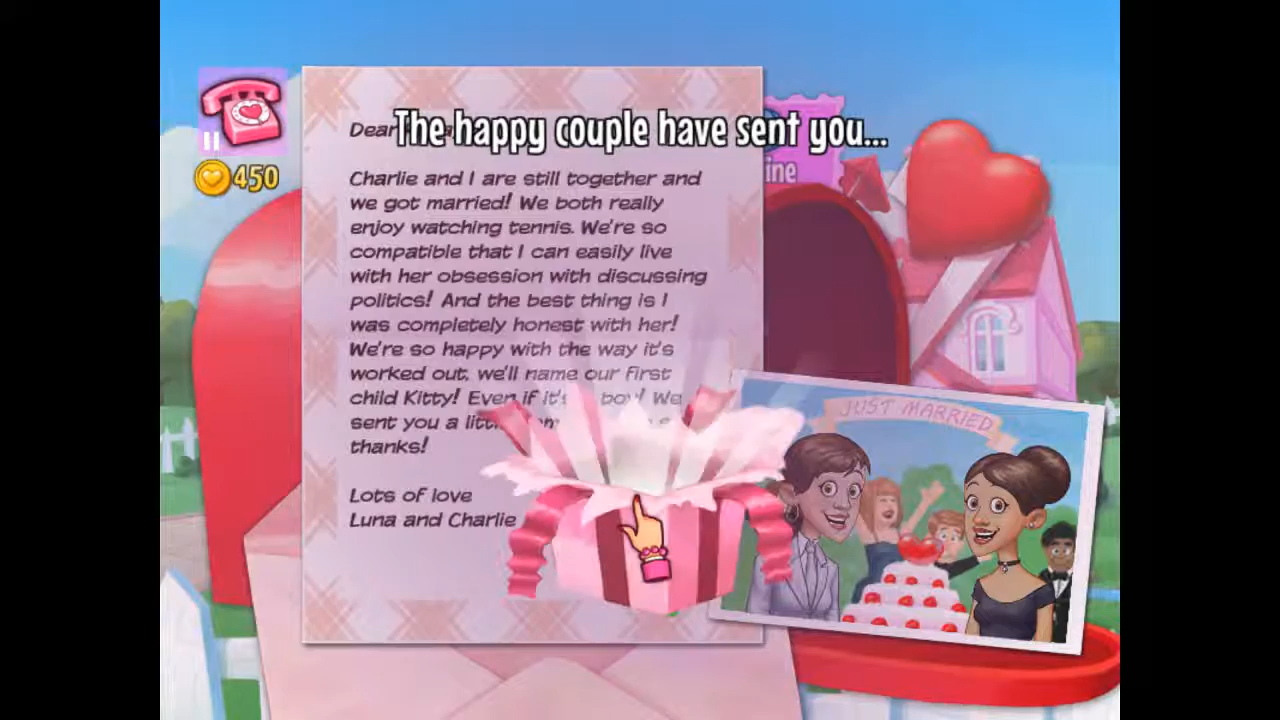 The happy couple have sent you...
450
Dear
Charlie and I are still together and
we got married! We both really
enjoy watching tennis. We're so
compatible that I can easily live
with her obsession with discussing
politics! And the best thing is I
was completely honest with her!
We're so happy with the way it's
worked out, we'll name our first
child Kitty! Even if it's boy! We
sent you a
thanks!
Lots of love
Luna and Charlie
JUST MARRIED